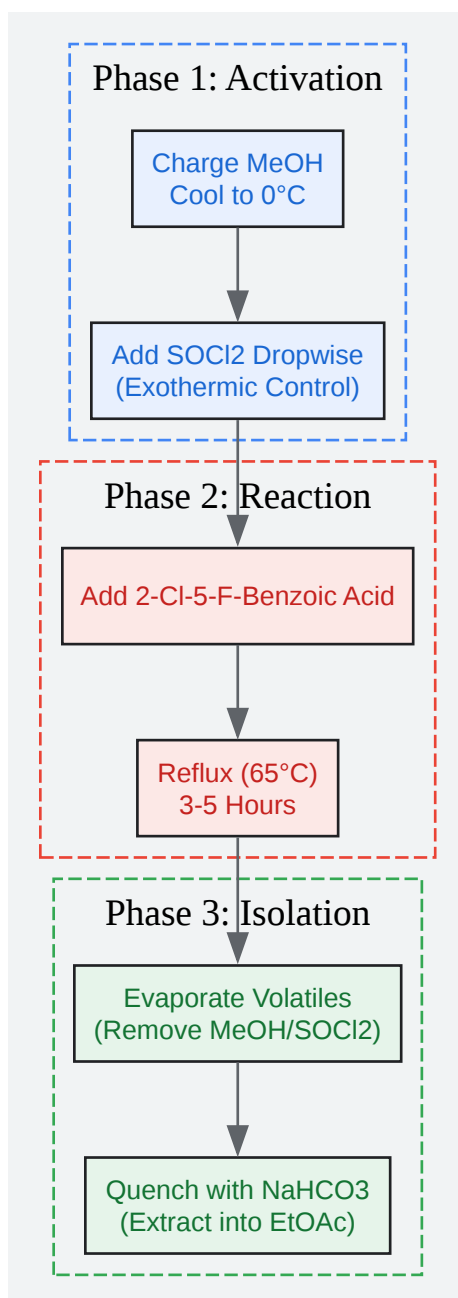 Phase 1: Activation
Charge MeOH
Cool to 0°C
Add SOCl2 Dropwise
(Exothermic Control)
Phase 2: Reaction
Add 2-Cl-5-F-Benzoic Acid
Reflux (65°C)
3-5 Hours
Phase 3: Isolation
Evaporate Volatiles
(Remove MeOH/SOCl2)
Quench with NaHCO3
(Extract into EtOAc)